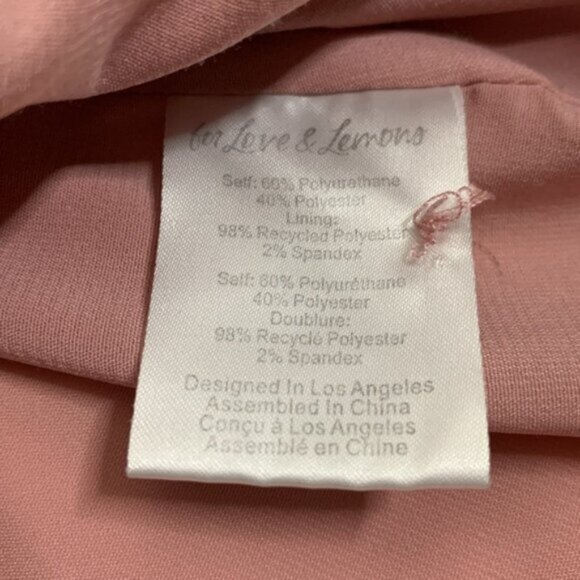 for Love & Lemons
Self: 60% Polyurethane
40% Polyester
Lining:
98% Recycled Polyester
2% Spandex
Self: 60% Polyuréthane
40% Polyester
Doublure:
98% Recyclé Polyester
2% Spandex
Designed In Los Angeles
Assembled In China
Conçu à Los Angeles
Assemblé en Chine